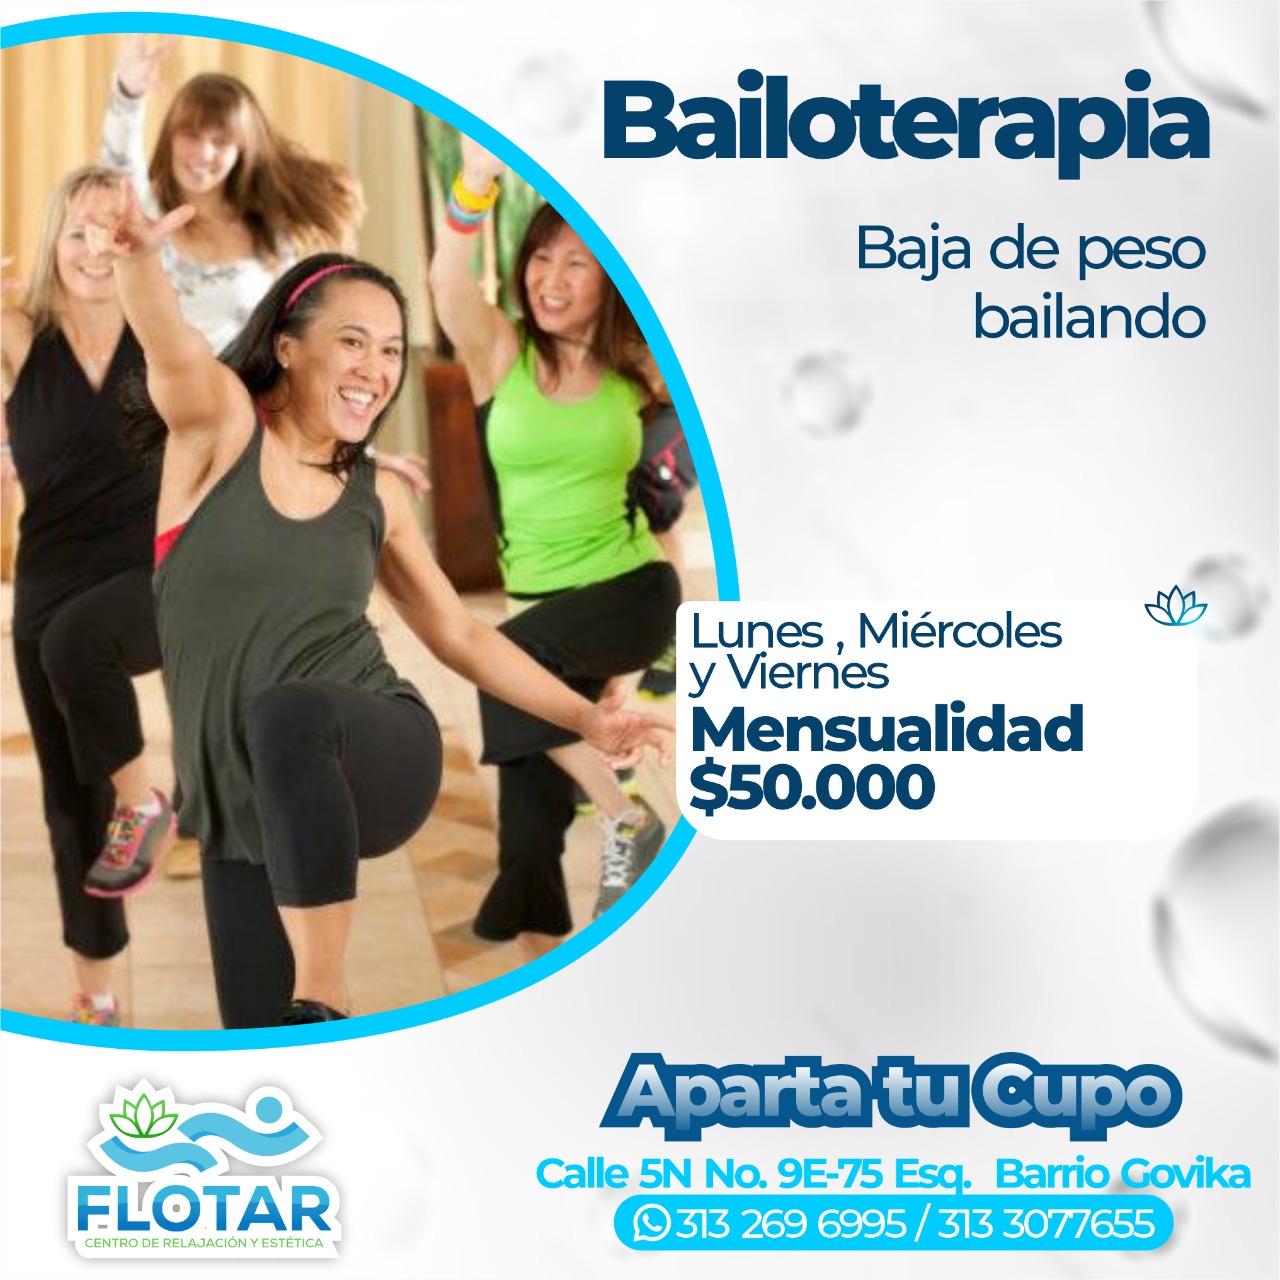 Bailoterapia
Baja de peso
bailando
Lunes , Miércoles
y Viernes
Mensualidad
$50.000
Aparta tu Cupo
Calle 5N No. 9E-75 Esq. Barrio Govika
313 269 6995 / 313 3077655
FLOTAR
CENTRO DE RELAJACIÓN Y ESTÉTICA